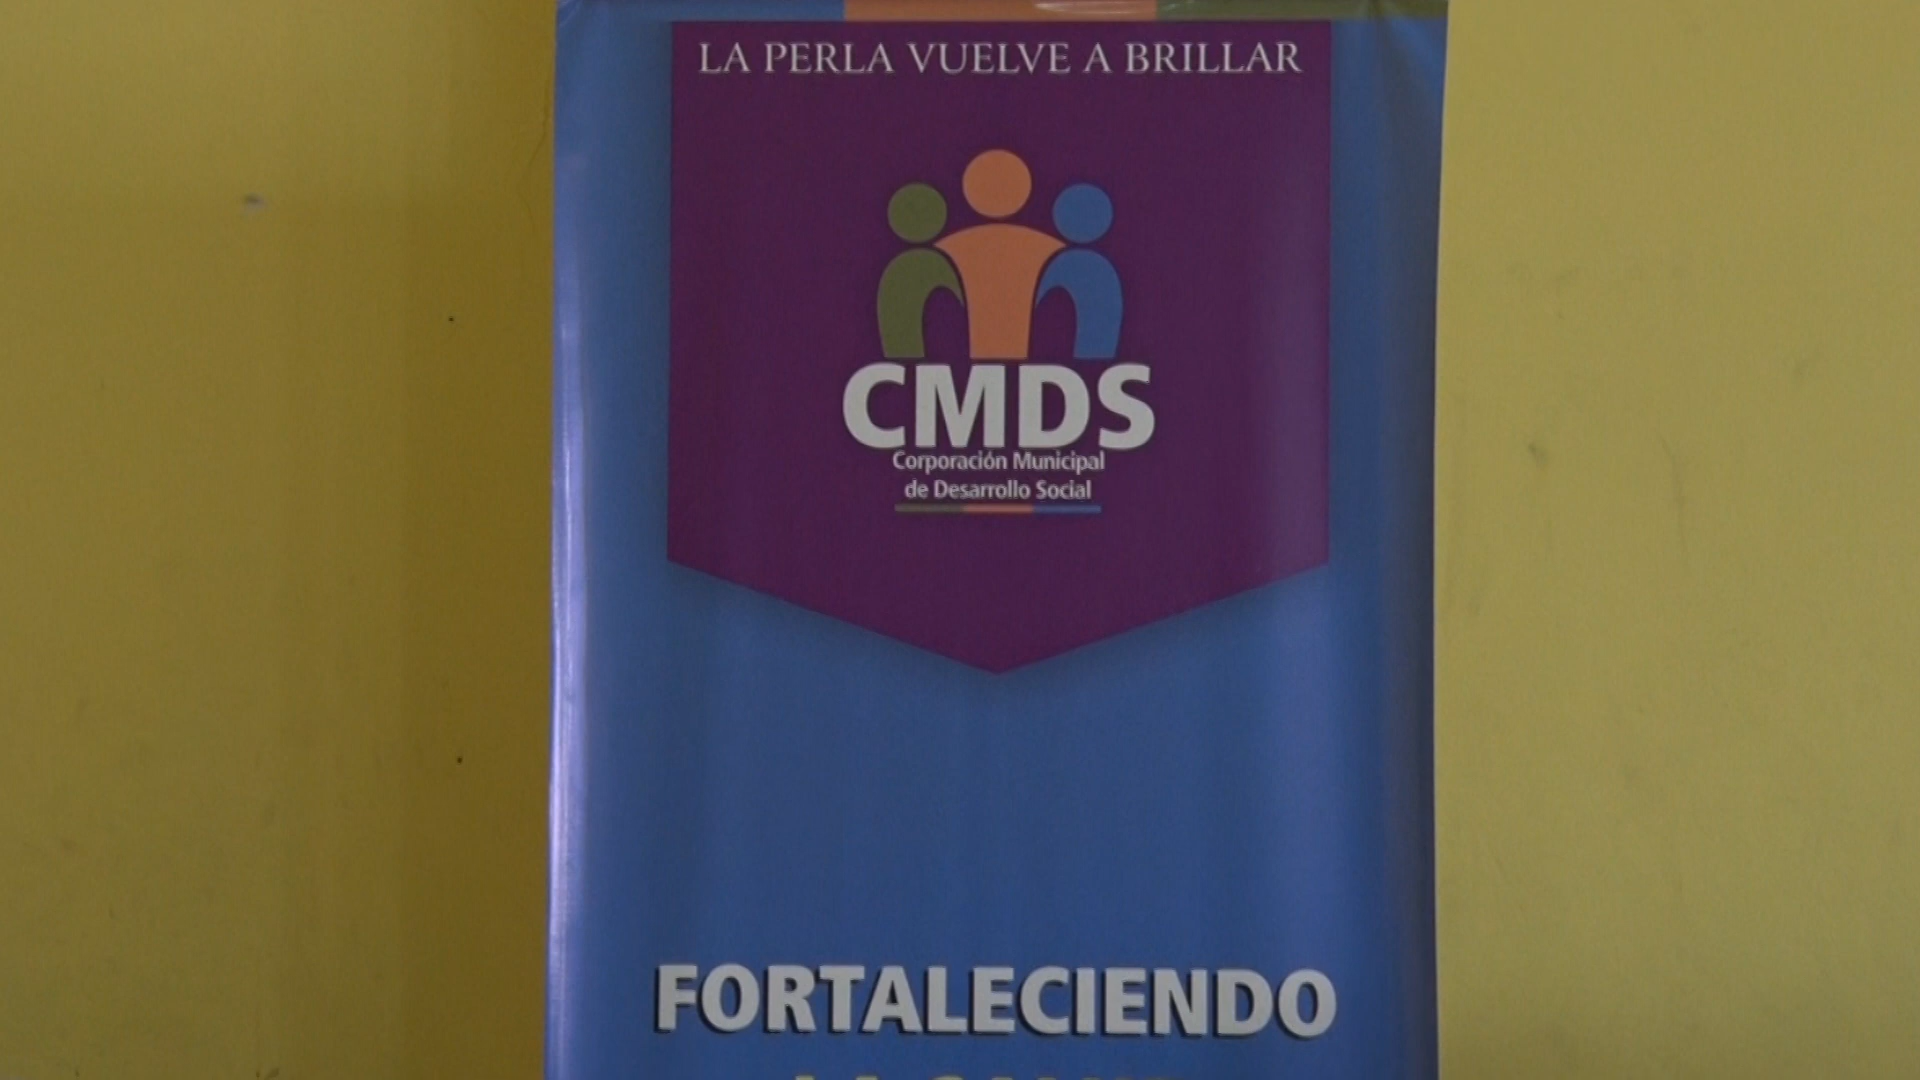 LA PERLA VUELVE A BRILLAR
CMDS
Corporación Municipal
de Desarrollo Social
FORTALECIENDO